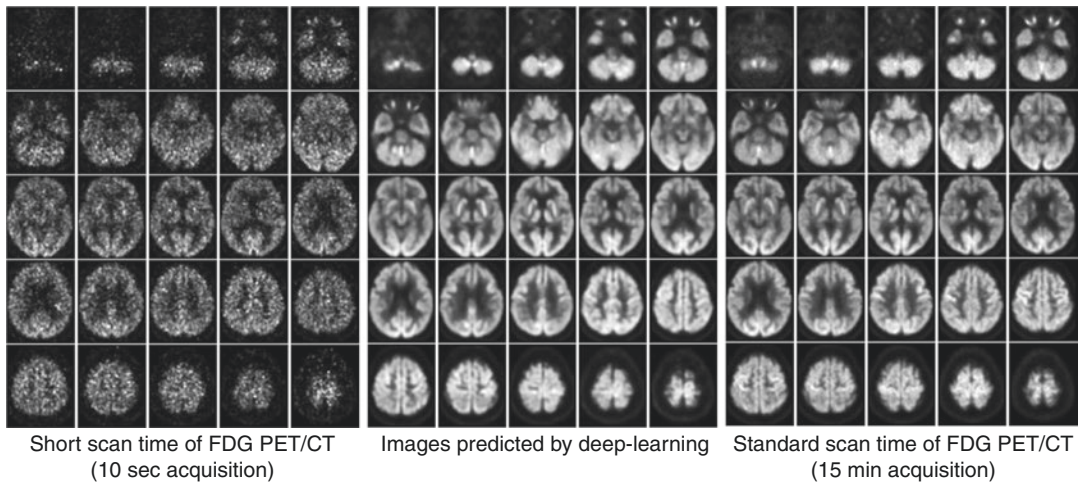 Short scan time of FDG PET/CT
(10 sec acquisition)
Images predicted by deep-learning
Standard scan time of FDG PET/CT
(15 min acquisition)